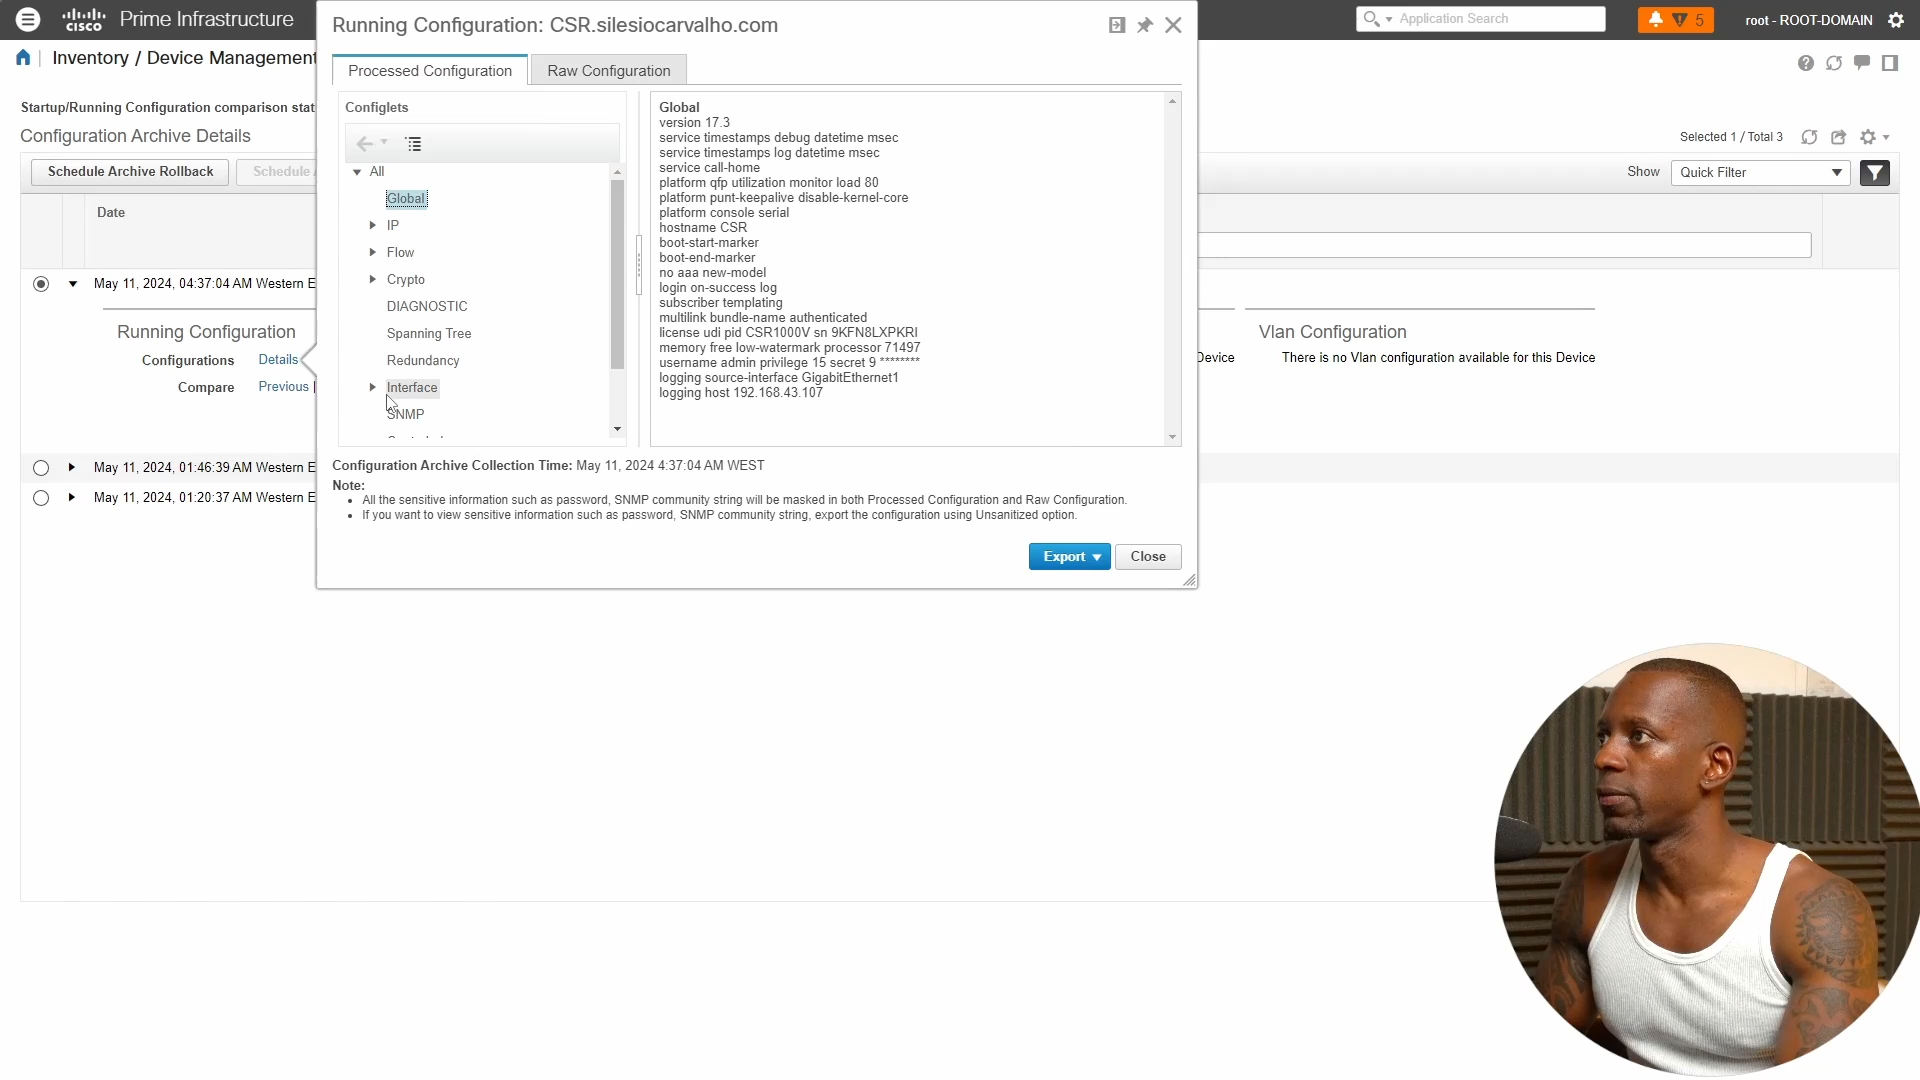 cisco Prime Infrastructure
Application Search
5
root - ROOT-DOMAIN
Inventory / Device Management
Startup/Running Configuration comparison stat
Configuration Archive Details
Selected 1 / Total 3
Schedule Archive Rollback
Schedule
Show
Quick Filter
Date
May 11, 2024, 04:37:04 AM Western E
Running Configuration
Configurations Details
Compare Previous |
Device
Vlan Configuration
There is no Vlan configuration available for this Device
May 11, 2024, 01:46:39 AM Western E
May 11, 2024, 01:20:37 AM Western E
Running Configuration: CSR.silesiocarvalho.com
Processed Configuration
Raw Configuration
Configlets
All
Global
IP
Flow
Crypto
DIAGNOSTIC
Spanning Tree
Redundancy
Interface
SNMP
Global
version 17.3
service timestamps debug datetime msec
service timestamps log datetime msec
service call-home
platform qfp utilization monitor load 80
platform punt-keepalive disable-kernel-core
platform console serial
hostname CSR
boot-start-marker
boot-end-marker
no aaa new-model
login on-success log
subscriber templating
multilink bundle-name authenticated
license udi pid CSR1000V sn 9KFN8LXPKRI
memory free low-watermark processor 71497
username admin privilege 15 secret 9 ********
logging source-interface GigabitEthernet1
logging host 192.168.43.107
Configuration Archive Collection Time: May 11, 2024 4:37:04 AM WEST
Note:
• All the sensitive information such as password, SNMP community string will be masked in both Processed Configuration and Raw Configuration.
• If you want to view sensitive information such as password, SNMP community string, export the configuration using Unsanitized option.
Export
Close